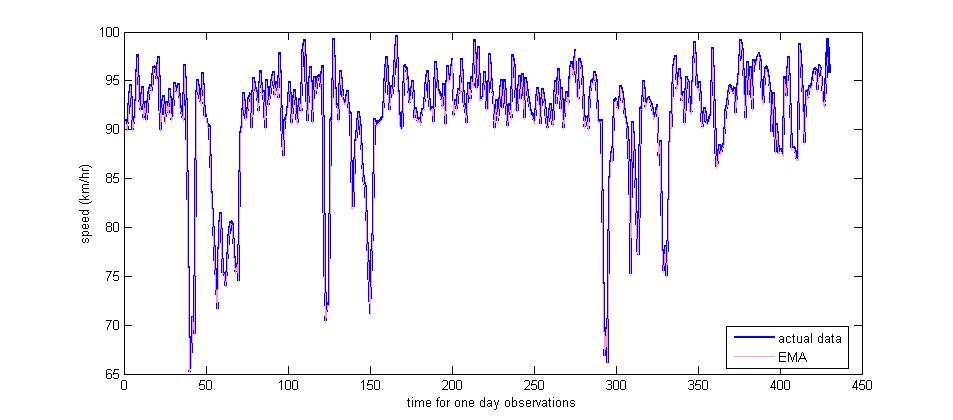 100
95
90
85
80
75
70
65
speed (km/hr)
0 50 100 150 200 250 300 350 400 450
time for one day observations
actual data
EMA